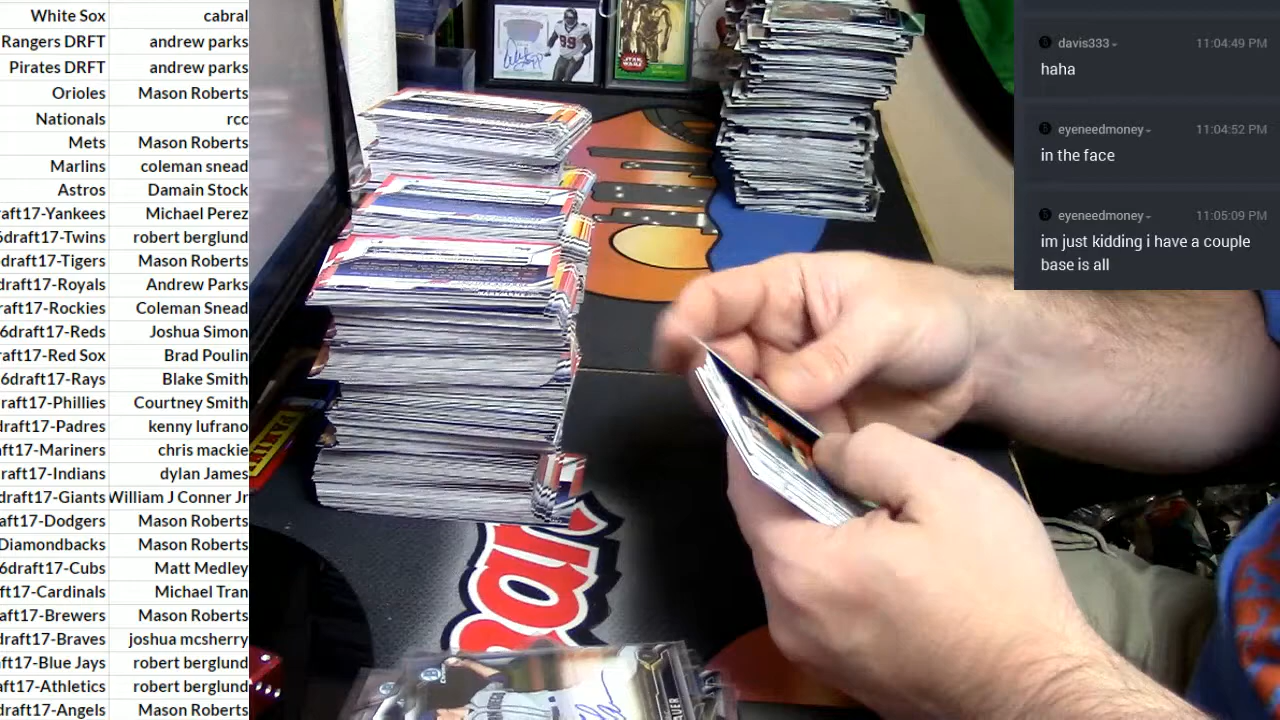 White Sox cabral
Rangers DRFT andrew parks
Pirates DRFT andrew parks
Orioles Mason Roberts
Nationals rcc
Mets Mason Roberts
Marlins coleman snead
Astros Damain Stock
raft17-Yankees Michael Perez
6draft17-Twins robert berglund
draft17-Tigers Mason Roberts
draft17-Royals Andrew Parks
raft17-Rockies Coleman Snead
6draft17-Reds Joshua Simon
raft17-Red Sox Brad Poulin
6draft17-Rays Blake Smith
raft17-Phillies Courtney Smith
draft17-Padres kenny lufrano
aft17-Mariners chris mackie
raft17-Indians dylan James
draft17-Giants William J Conner Jr
aft17-Dodgers Mason Roberts
Diamondbacks Mason Roberts
6draft17-Cubs Matt Medley
ft17-Cardinals Michael Tran
aft17-Brewers Mason Roberts
draft17-Braves joshua mcsherry
aft17-Blue Jays robert berglund
aft17-Athletics robert berglund
draft17-Angels Mason Roberts
davis333 11:04:49 PM
haha
eyeneedmoney 11:04:52 PM
in the face
eyeneedmoney 11:05:09 PM
im just kidding i have a couple
base is all
STAR WARS
99
PANINI